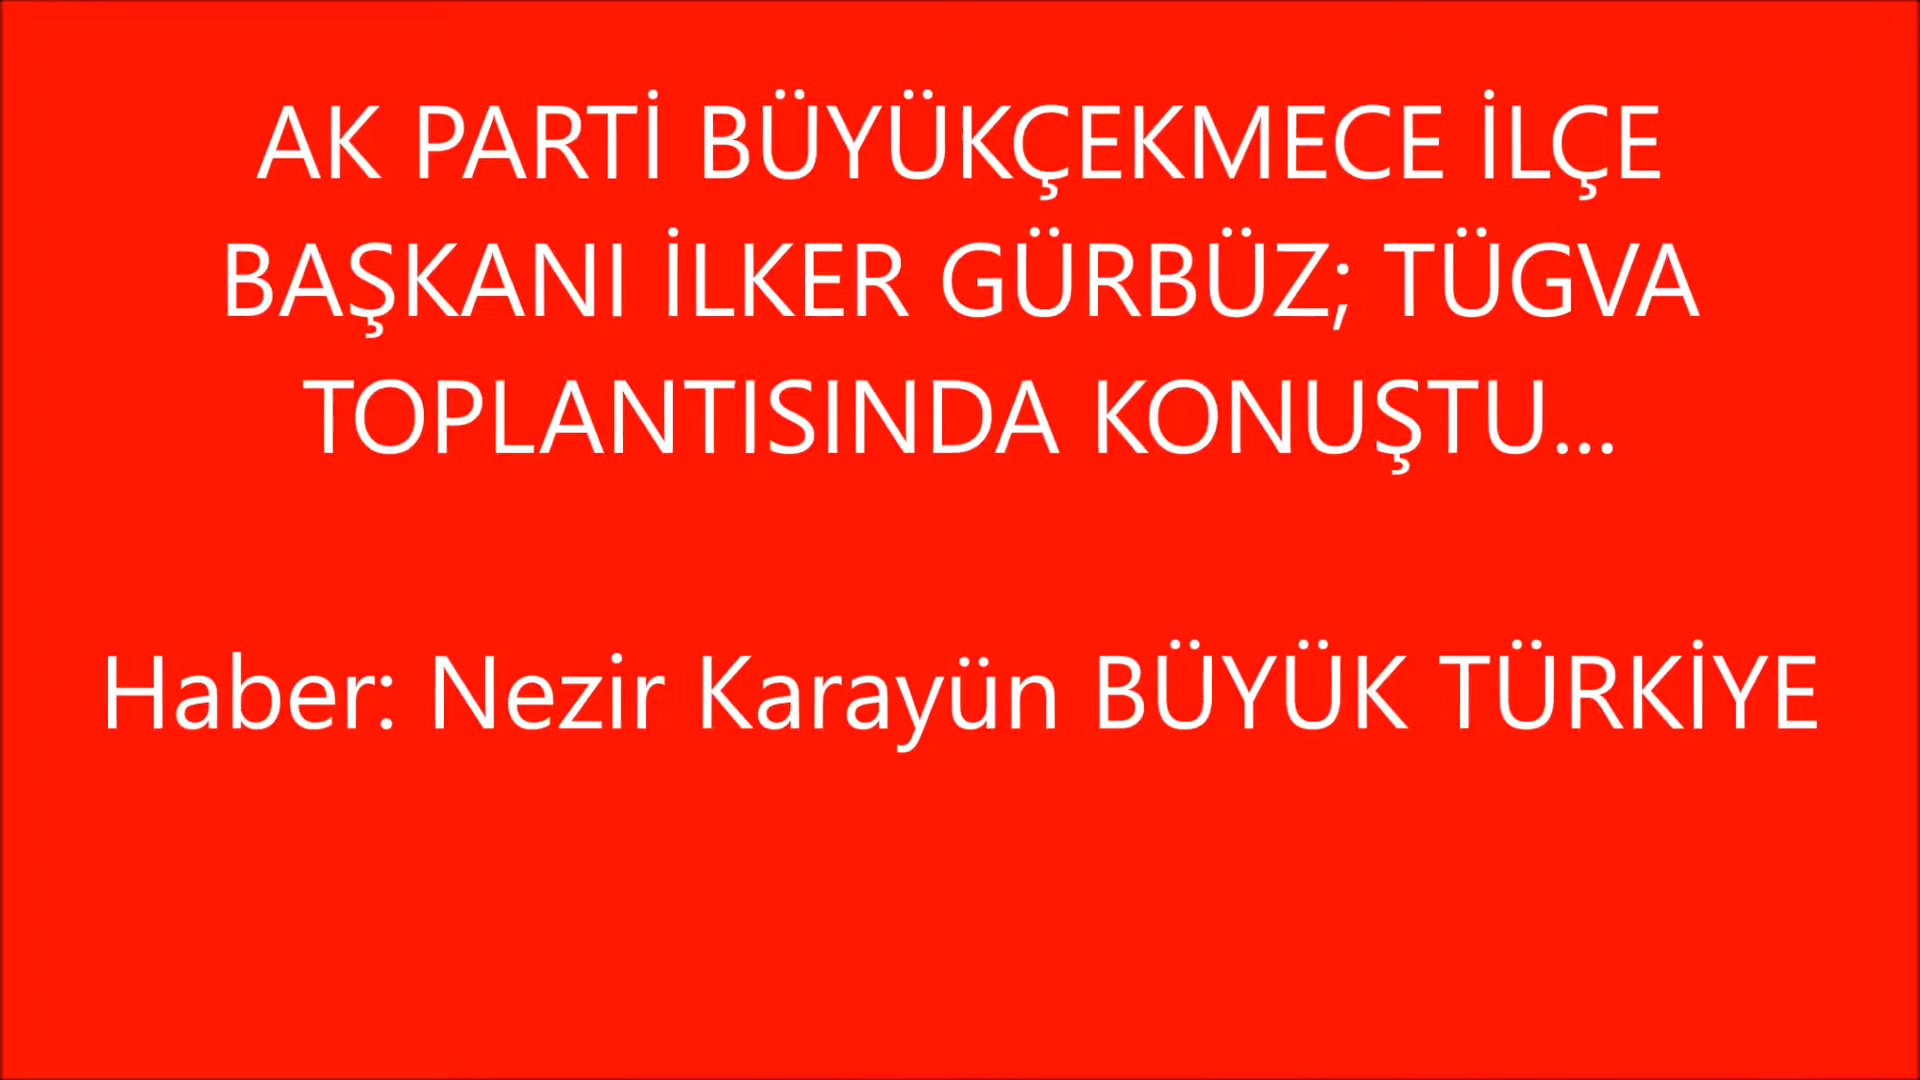 AK PARTİ BÜYÜKÇEKMECE İLÇE
BAŞKANI İLKER GÜRBÜZ; TÜGVA
TOPLANTISINDA KONUŞTU...
Haber: Nezir Karayün BÜYÜK TÜRKİYE